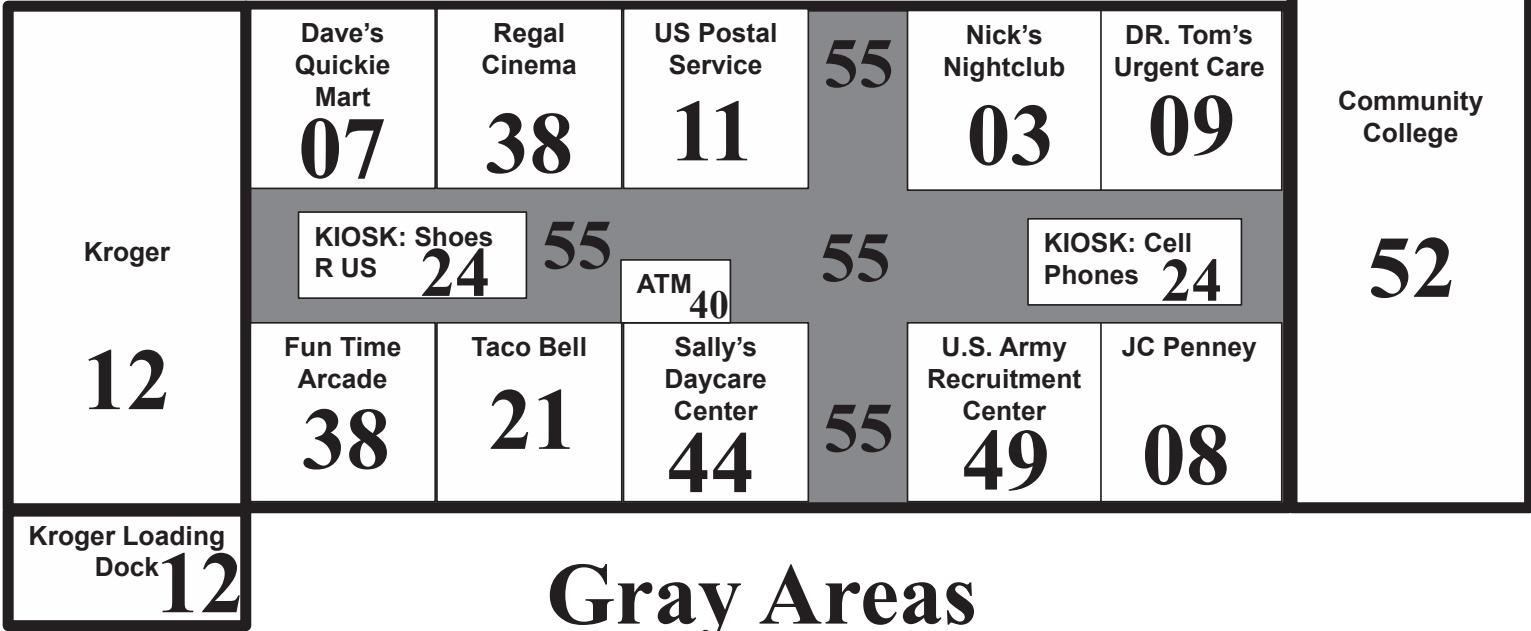 Dave’s
Quickie
Mart
07
Regal
Cinema
38
US Postal
Service
11
55
Nick’s
Nightclub
03
DR. Tom’s
Urgent Care
09
Community
College
52
Kroger
12
KIOSK: Shoes
R US 24
55
ATM 40
55
KIOSK: Cell
Phones 24
Fun Time
Arcade
38
Taco Bell
21
Sally’s
Daycare
Center
44
55
U.S. Army
Recruitment
Center
49
JC Penney
08
Kroger Loading
Dock 12
Gray Areas